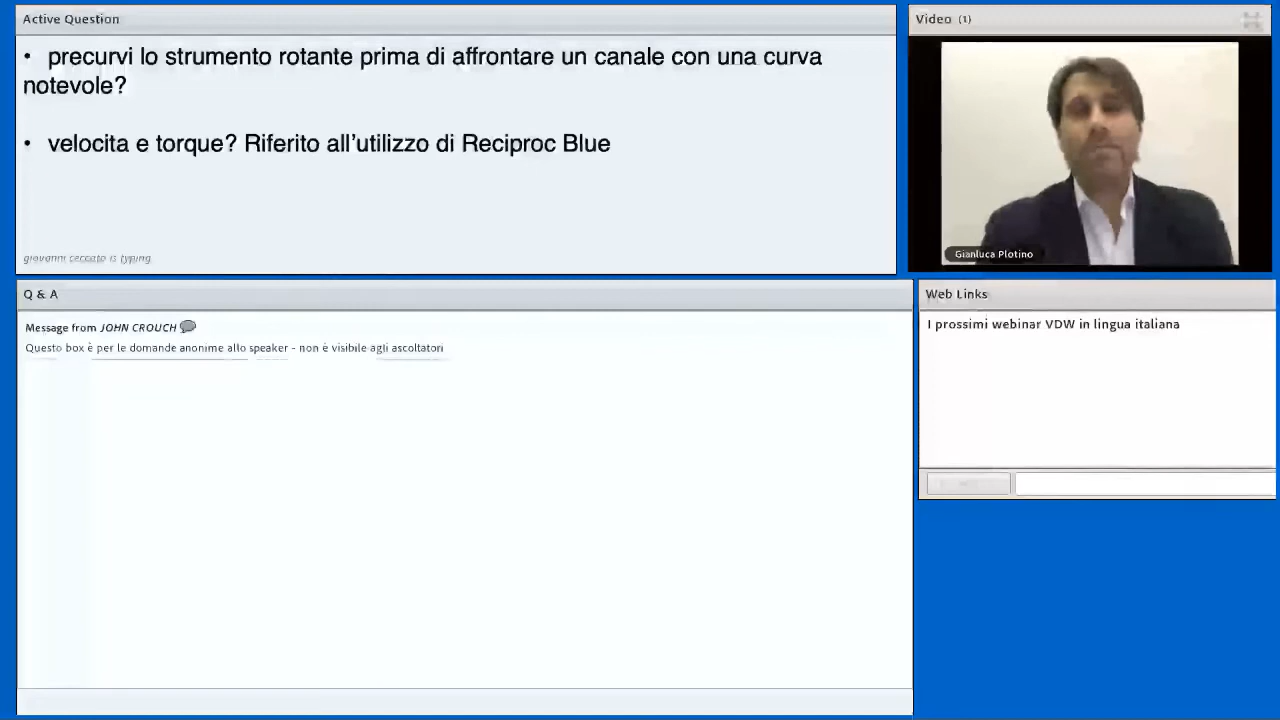 Active Question
• precurvi lo strumento rotante prima di affrontare un canale con una curva
notevole?
• velocita e torque? Riferito all'utilizzo di Reciproc Blue
giovanni ceccato is typing
Video (1)
Gianluca Plotino
Q & A
Message from JOHN CROUCH
Questo box è per le domande anonime allo speaker - non è visibile agli ascoltatori
Web Links
I prossimi webinar VDW in lingua italiana